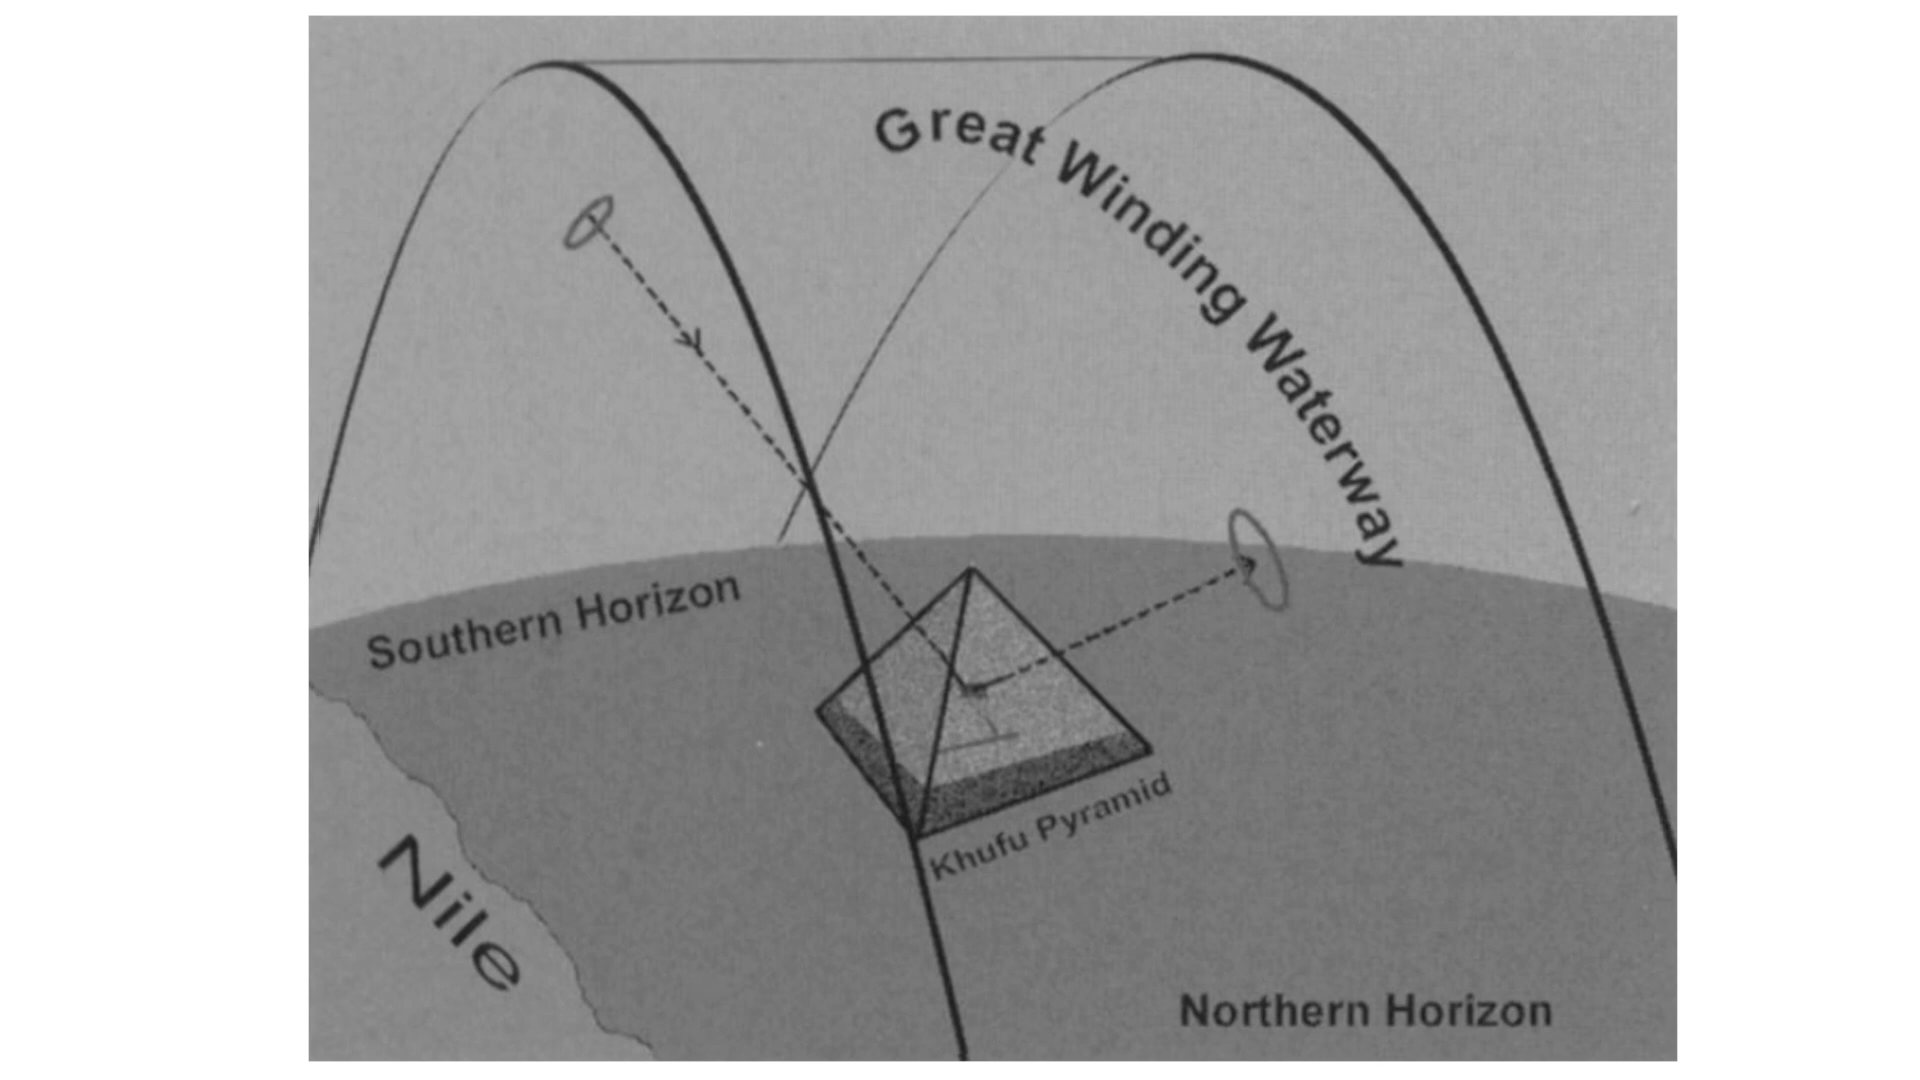 Great Winding Waterway
Southern Horizon
Khufu Pyramid
Nile
Northern Horizon